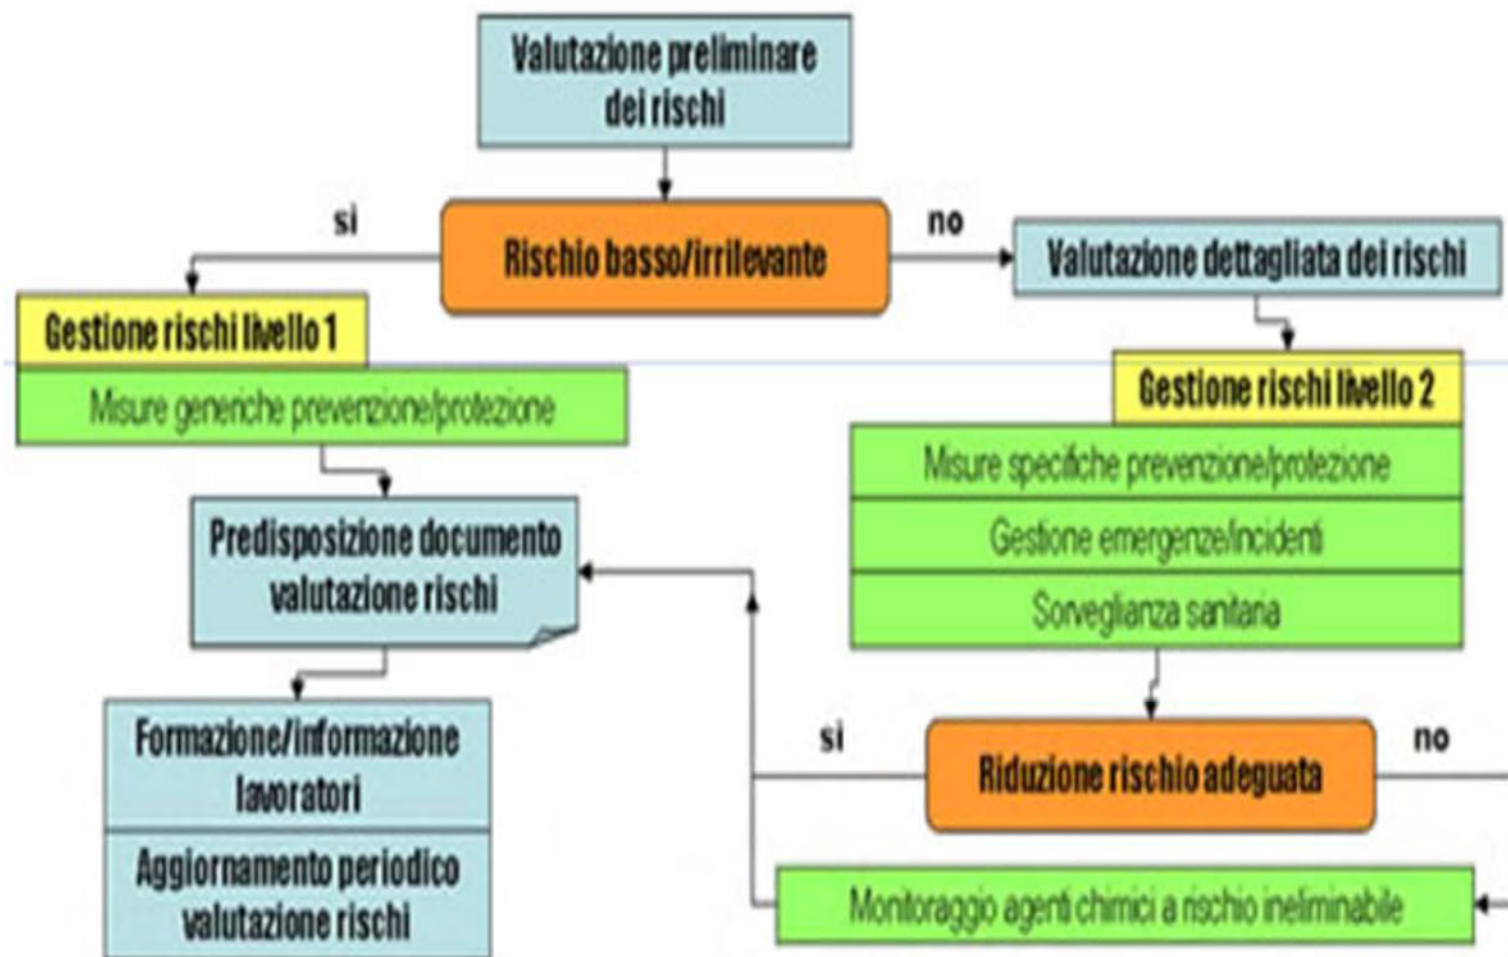 Valutazione preliminare
dei rischi
si
Rischio basso/irrilevante
no
Valutazione dettagliata dei rischi
Gestione rischi livello 1
Misure generiche prevenzione/protezione
Gestione rischi livello 2
Misure specifiche prevenzione/protezione
Gestione emergenze/incidenti
Sorveglianza sanitaria
Predisposizione documento
valutazione rischi
Formazione/informazione
lavoratori
Aggiornamento periodico
valutazione rischi
si
Riduzione rischio adeguata
no
Monitoraggio agenti chimici a rischio ineliminabile